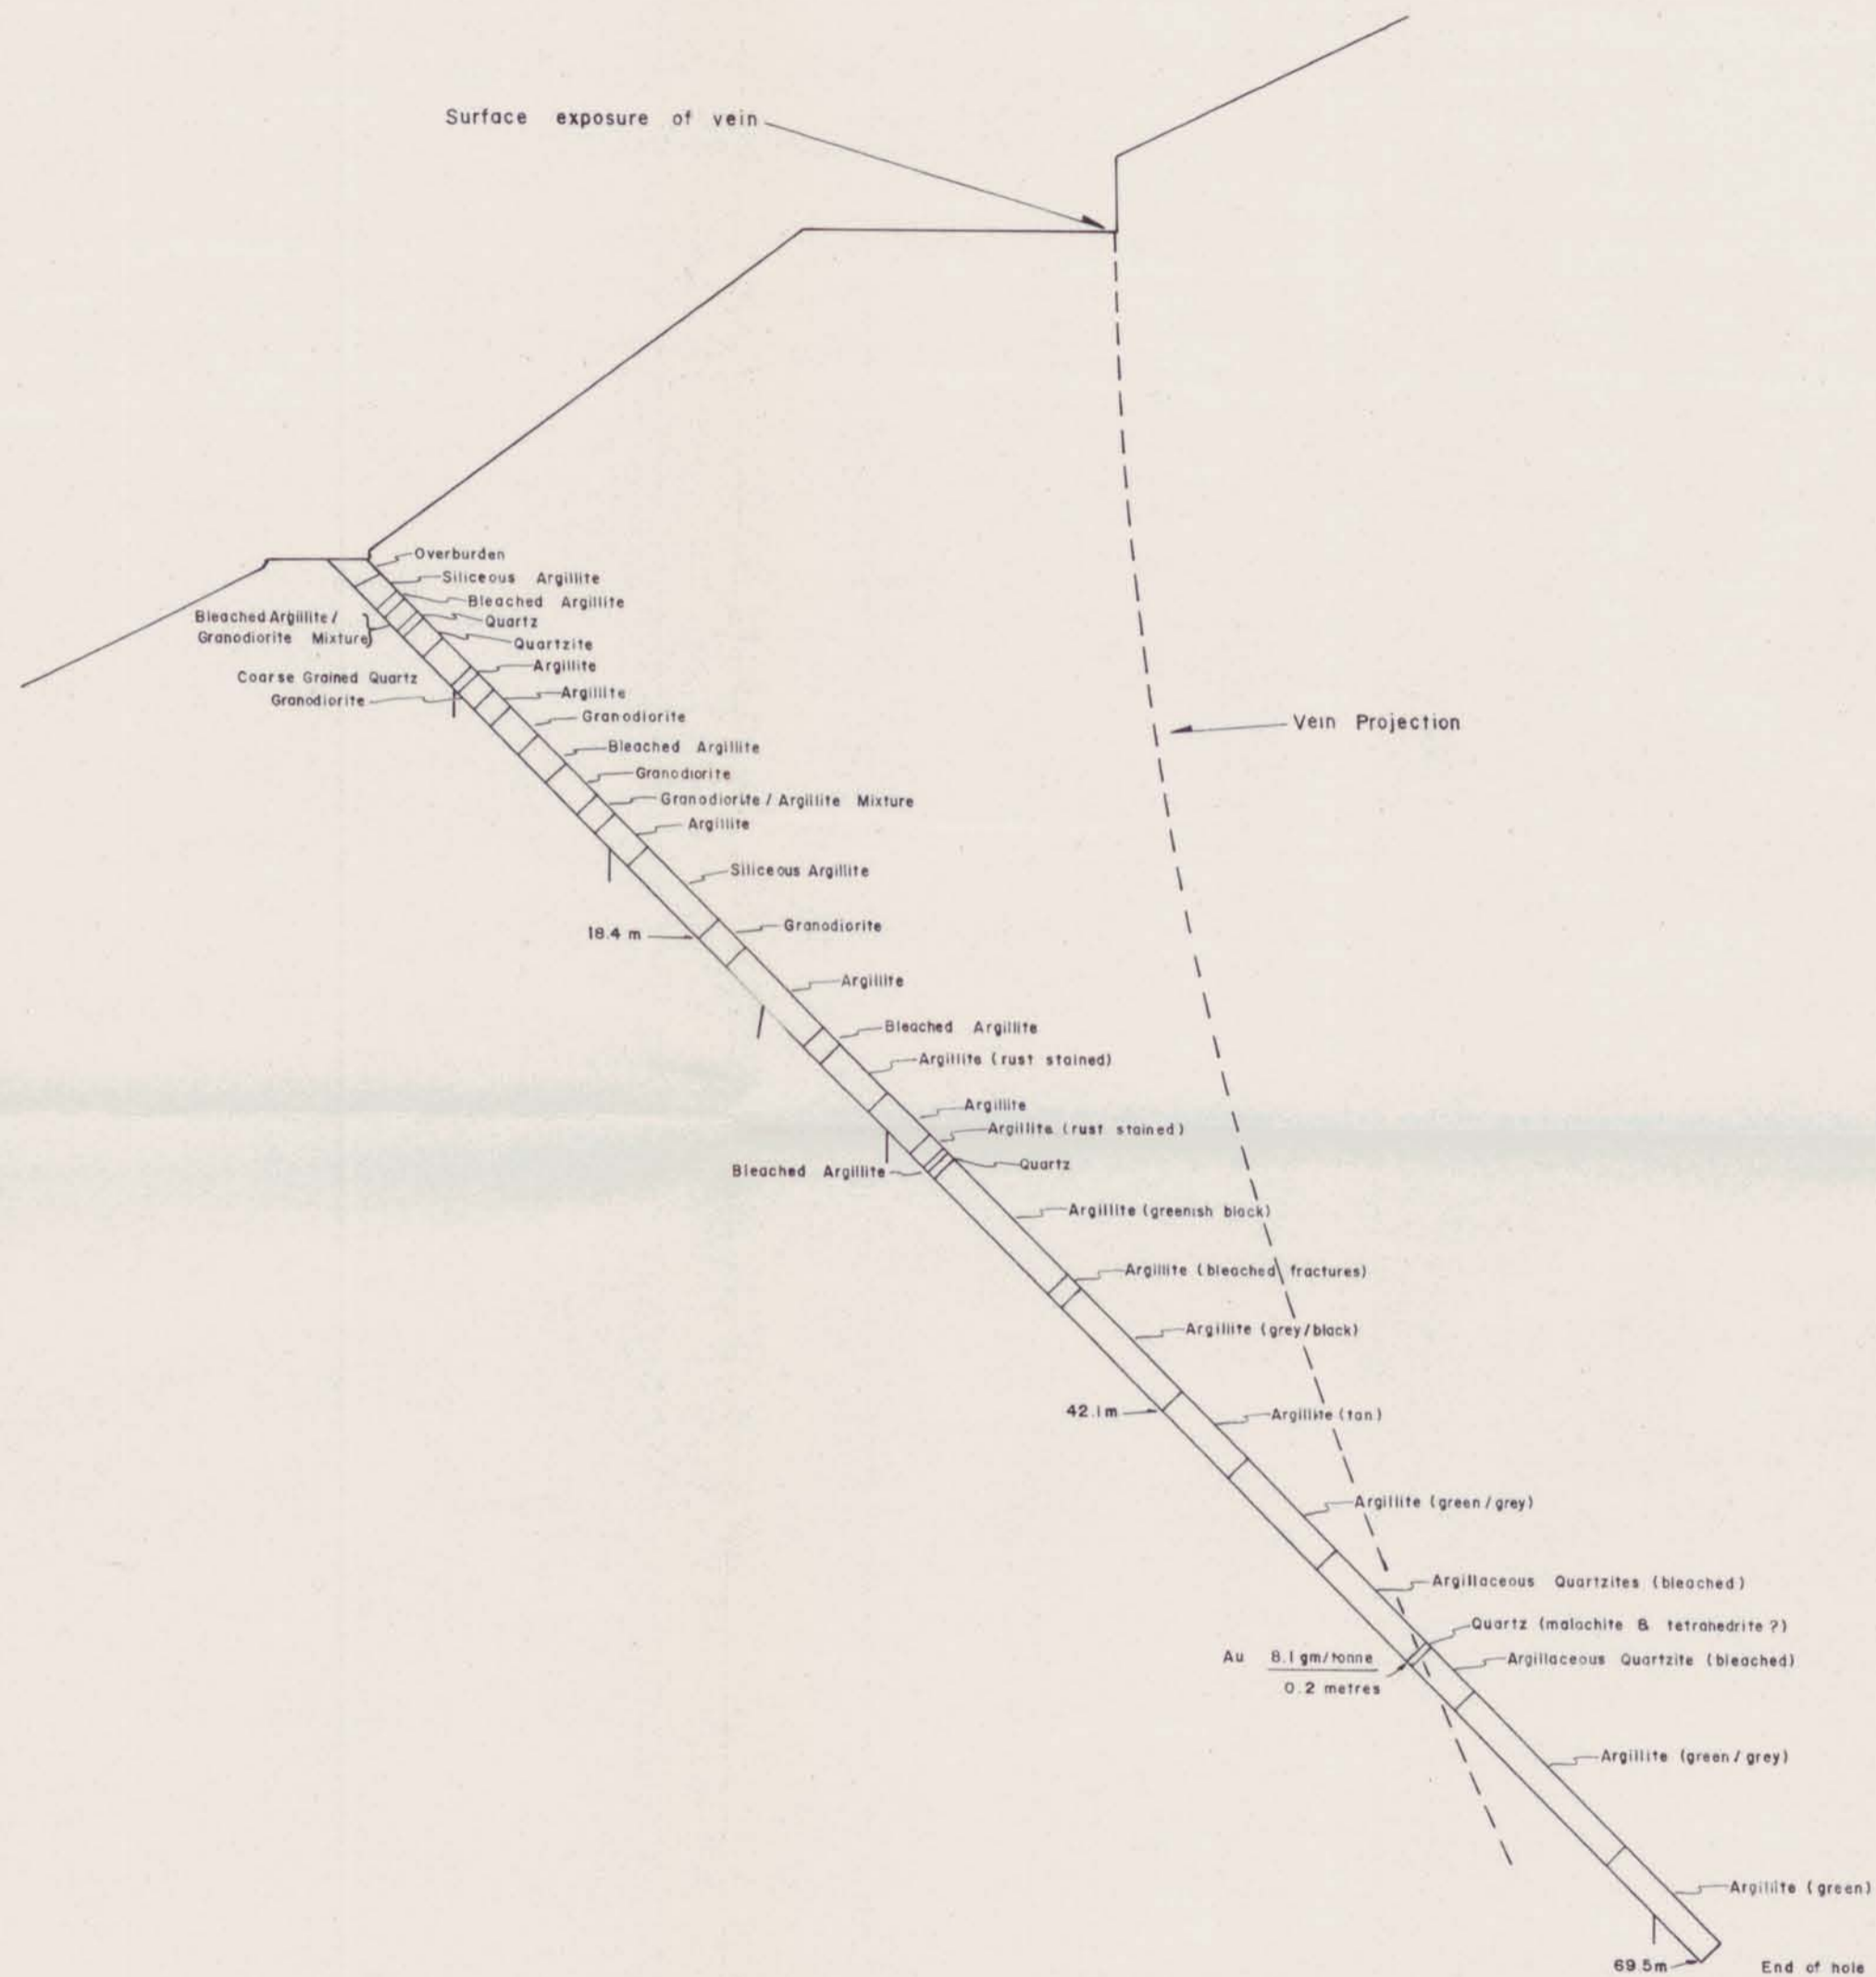 Surface exposure of vein
Overburden
Siliceous Argillite
Bleached Argillite
Bleached Argillite /
Granodiorite Mixture
Quartz
Quartzite
Argillite
Coarse Grained Quartz
Granodiorite
Argillite
Granodiorite
Vein Projection
Bleached Argillite
Granodiorite
Granodiorite / Argillite Mixture
Argillite
Siliceous Argillite
Granodiorite
18.4 m
Argillite
Bleached Argillite
Argillite (rust stained)
Argillite
Argillite (rust stained)
Quartz
Bleached Argillite
Argillite (greenish black)
Argillite (bleached fractures)
Argillite (grey/black)
42.1m
Argillite (tan)
Argillite (green / grey)
Argillaceous Quartzites (bleached)
Quartz (malachite & tetrahedrite ?)
Au 8.1 gm/tonne
0.2 metres
Argillaceous Quartzite (bleached)
Argillite (green / grey)
Argillite (green)
69.5m
End of hole